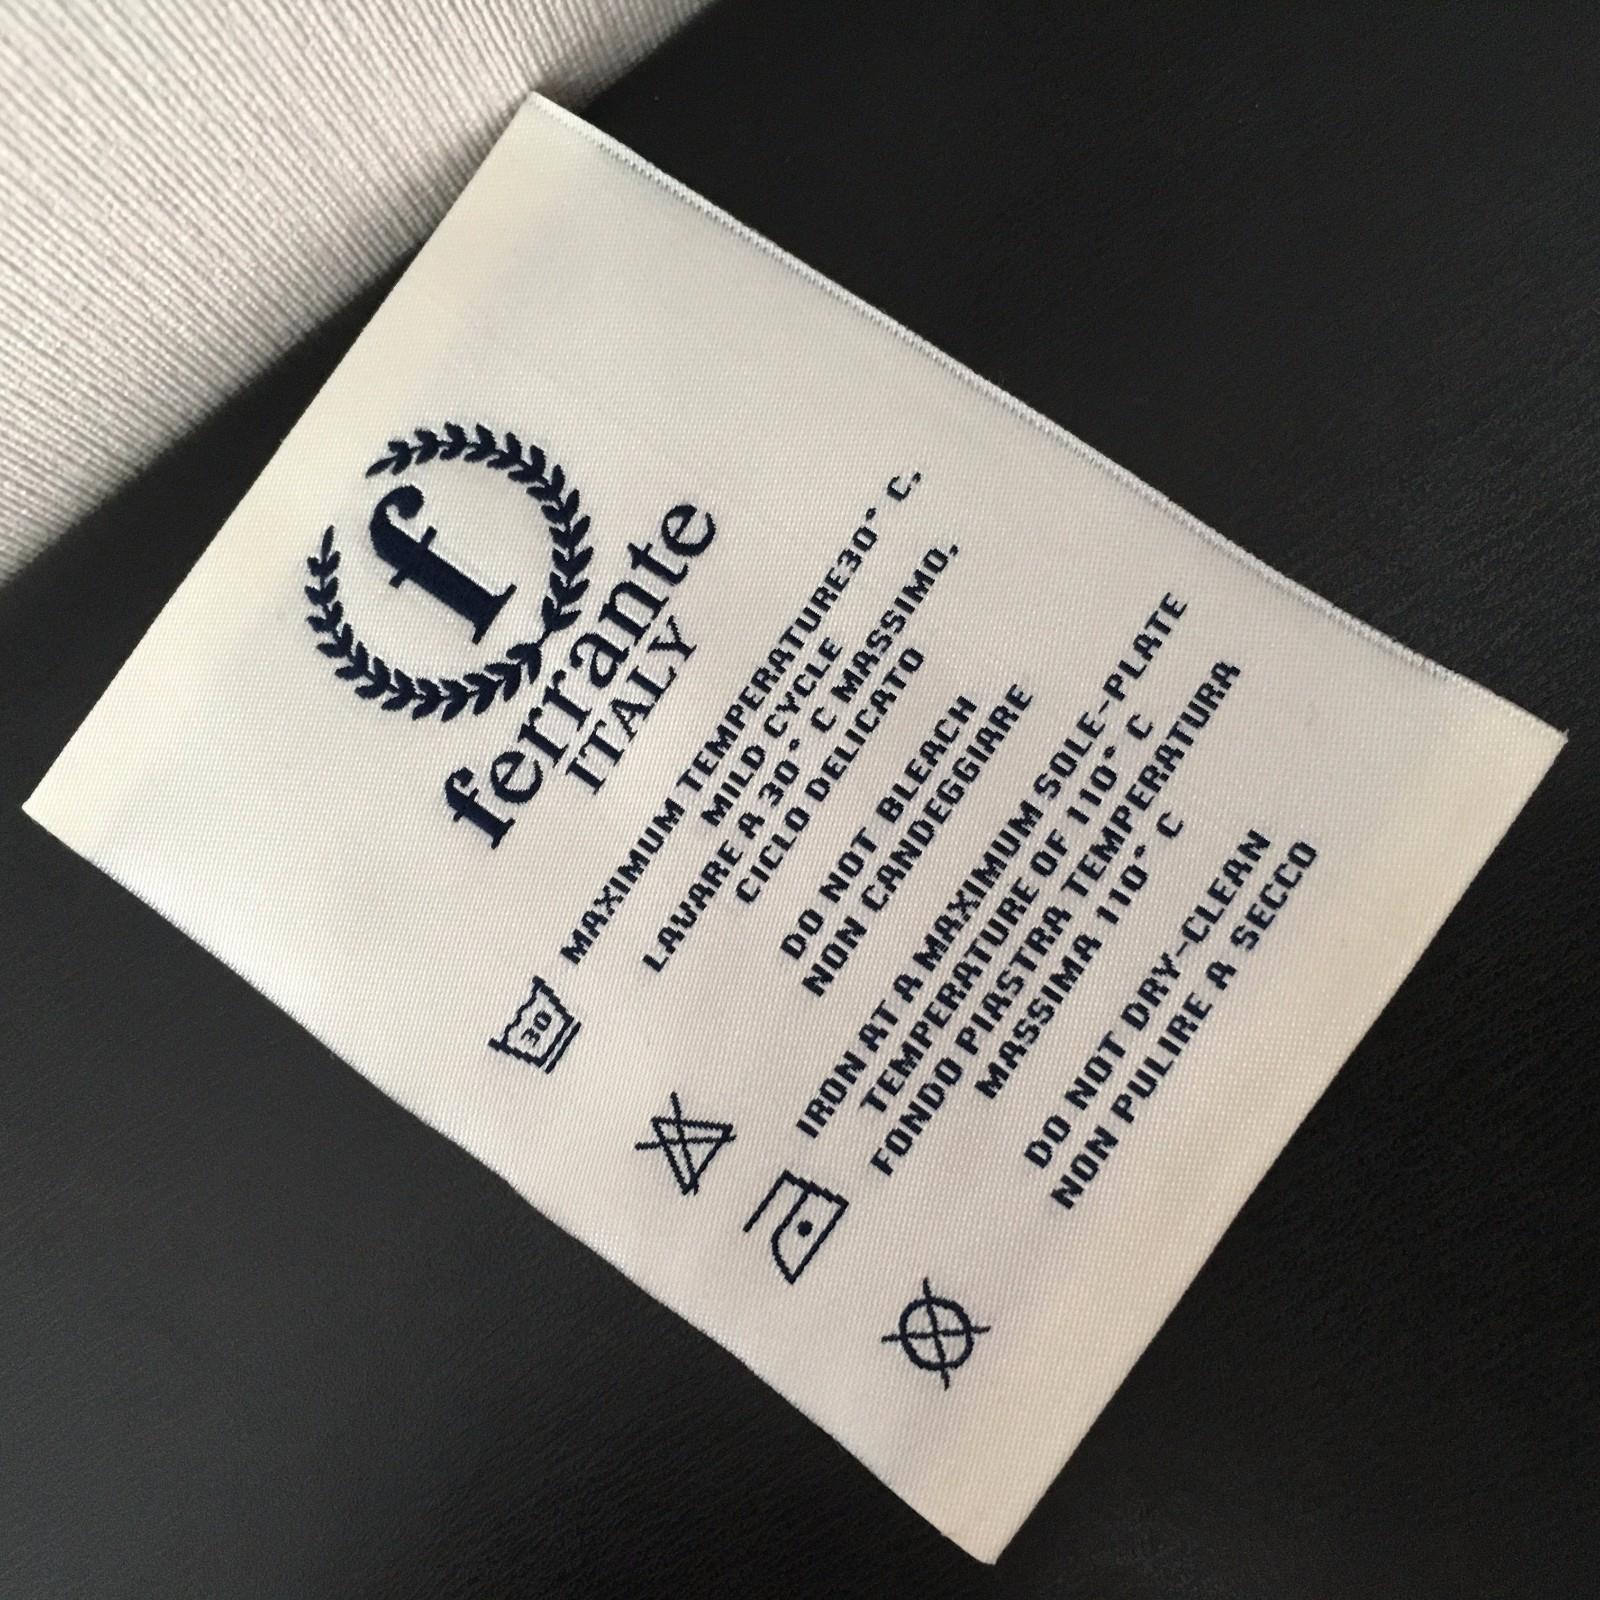 f
ferrante
ITALY
MAXIMUM TEMPERATURE30° C,
MILD CYCLE
LAVARE A 30° C MASSIMO,
CICLO DELICATO
30
DO NOT BLEACH
NON CANDEGGIARE
IRON AT A MAXIMUM SOLE-PLATE
TEMPERATURE OF 110° C
FONDO PIASTRA TEMPERATURA
MASSIMA 110° C
DO NOT DRY-CLEAN
NON PULIRE A SECCO